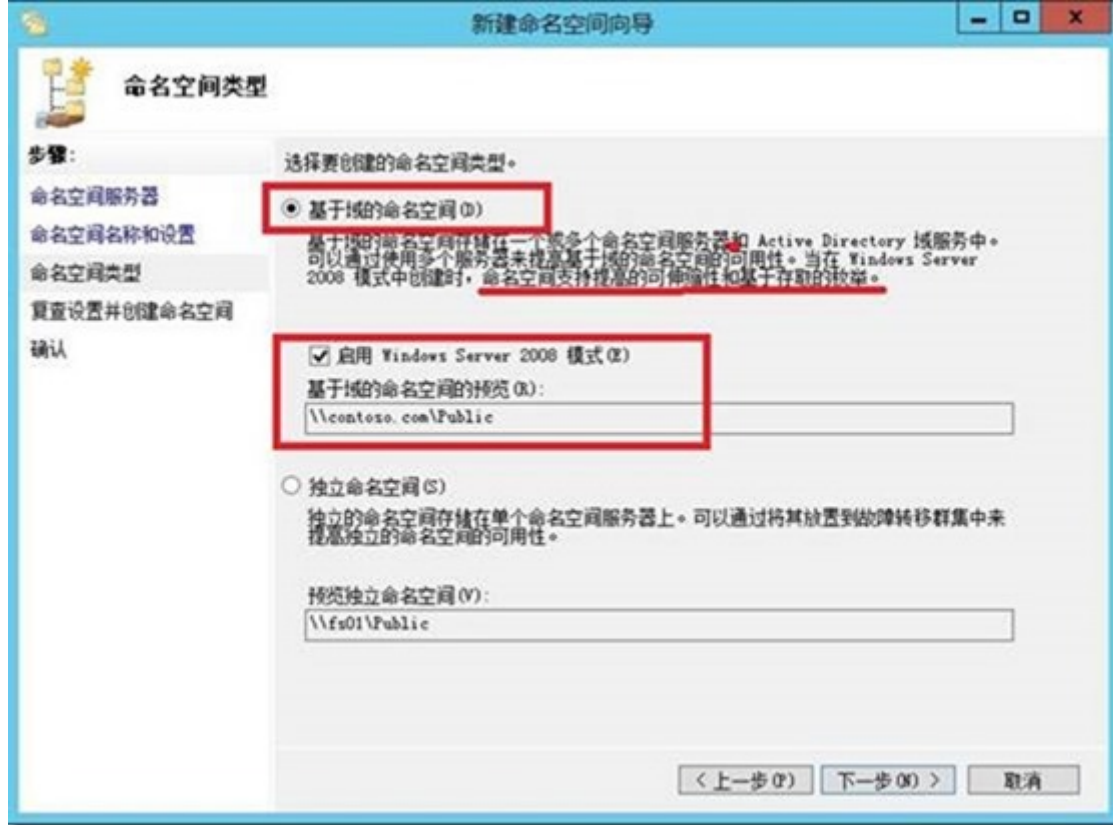 新建命名空间向导
命名空间类型
步骤:
命名空间服务器
命名空间名称和设置
命名空间类型
复查设置并创建命名空间
确认
选择要创建的命名空间类型。
基于域的命名空间(D)
基于域的命名空间存储在一个或多个命名空间服务器和 Active Directory 域服务中。
可以通过使用多个服务器来提高基于域的命名空间的可用性。当在 Windows Server
2008 模式中创建时，命名空间支持提高的可伸缩性和基于存取的枚举。
启用 Windows Server 2008 模式(E)
基于域的命名空间的预览(R):
\\contoso.com\Public
独立命名空间(S)
独立的命名空间存储在单个命名空间服务器上。可以通过将其放置到故障转移群集中来
提高独立的命名空间的可用性。
预览独立命名空间(V):
\\fs01\Public
< 上一步(P)
下一步(N) >
取消